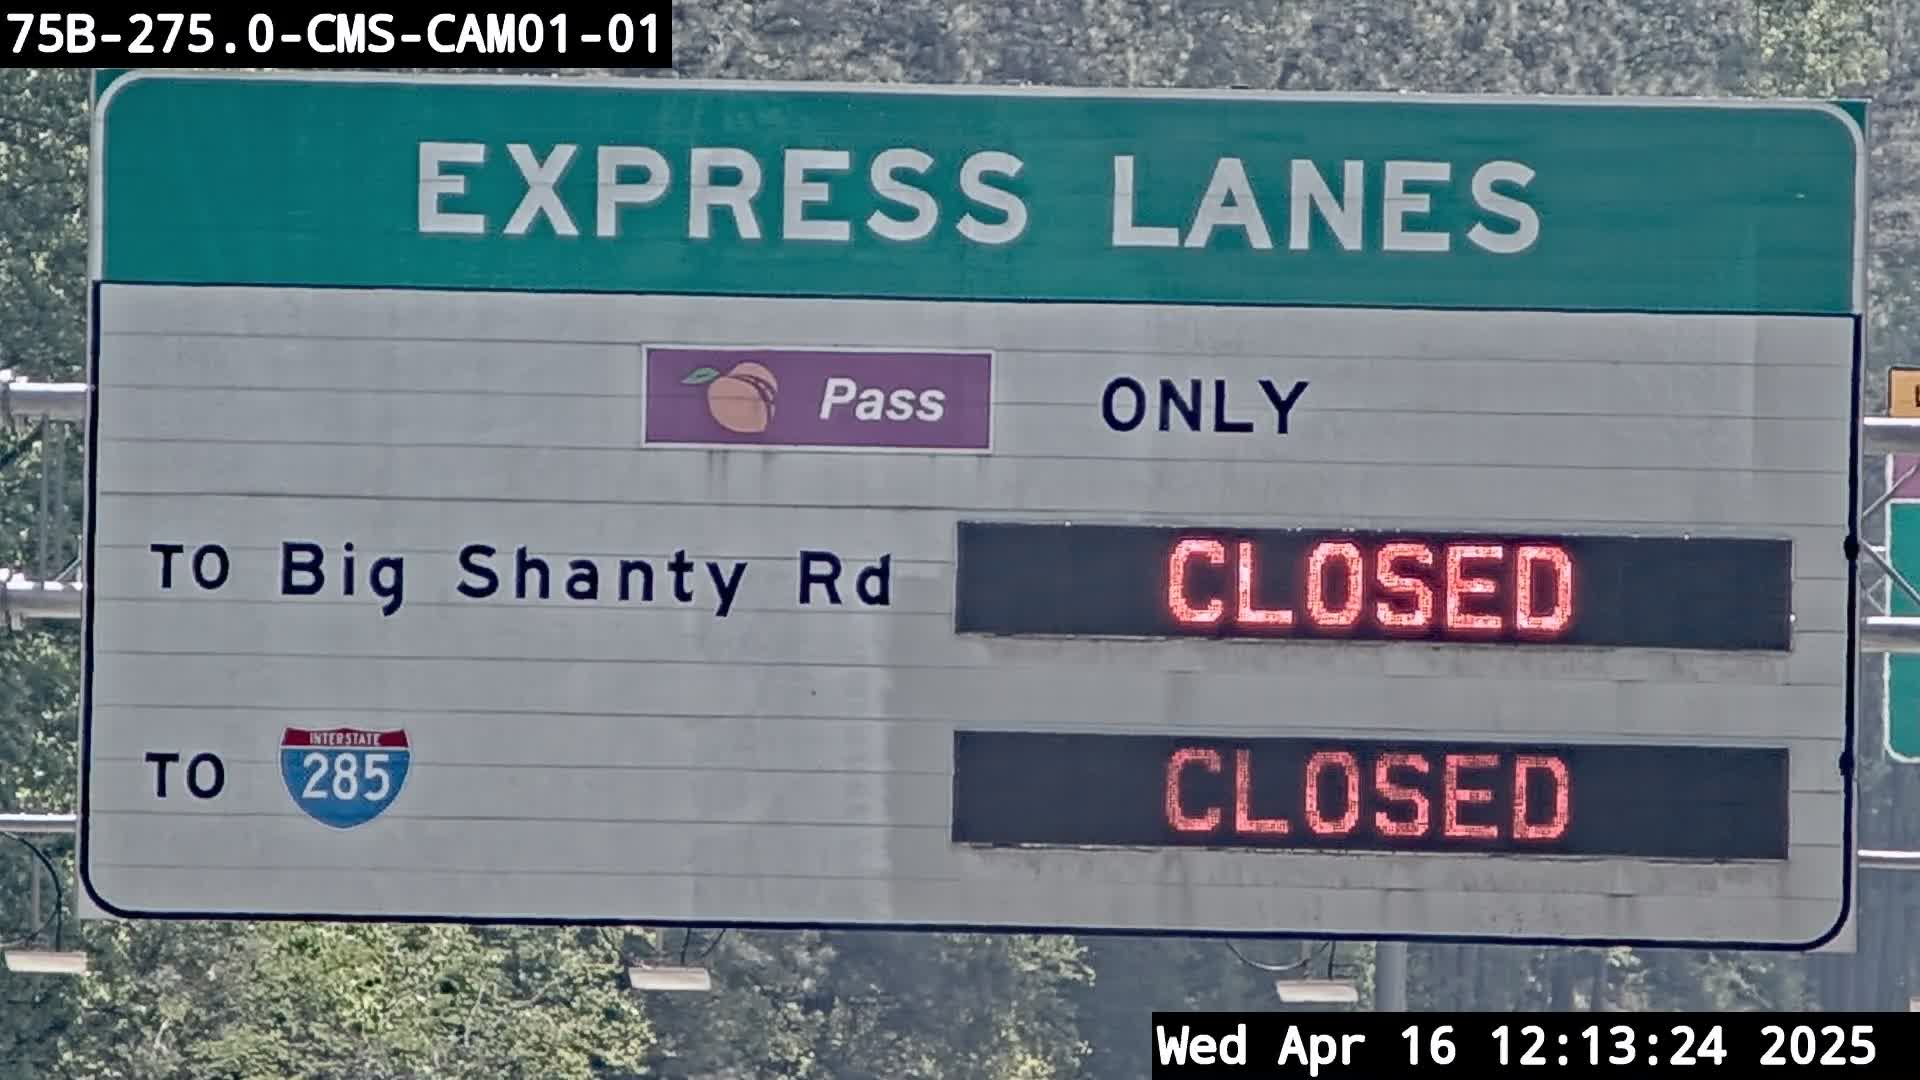 75B-275.0-CMS-CAM01-01
EXPRESS LANES
Pass ONLY
TO Big Shanty Rd CLOSED
INTERSTATE
TO 285 CLOSED
Wed Apr 16 12:13:24 2025